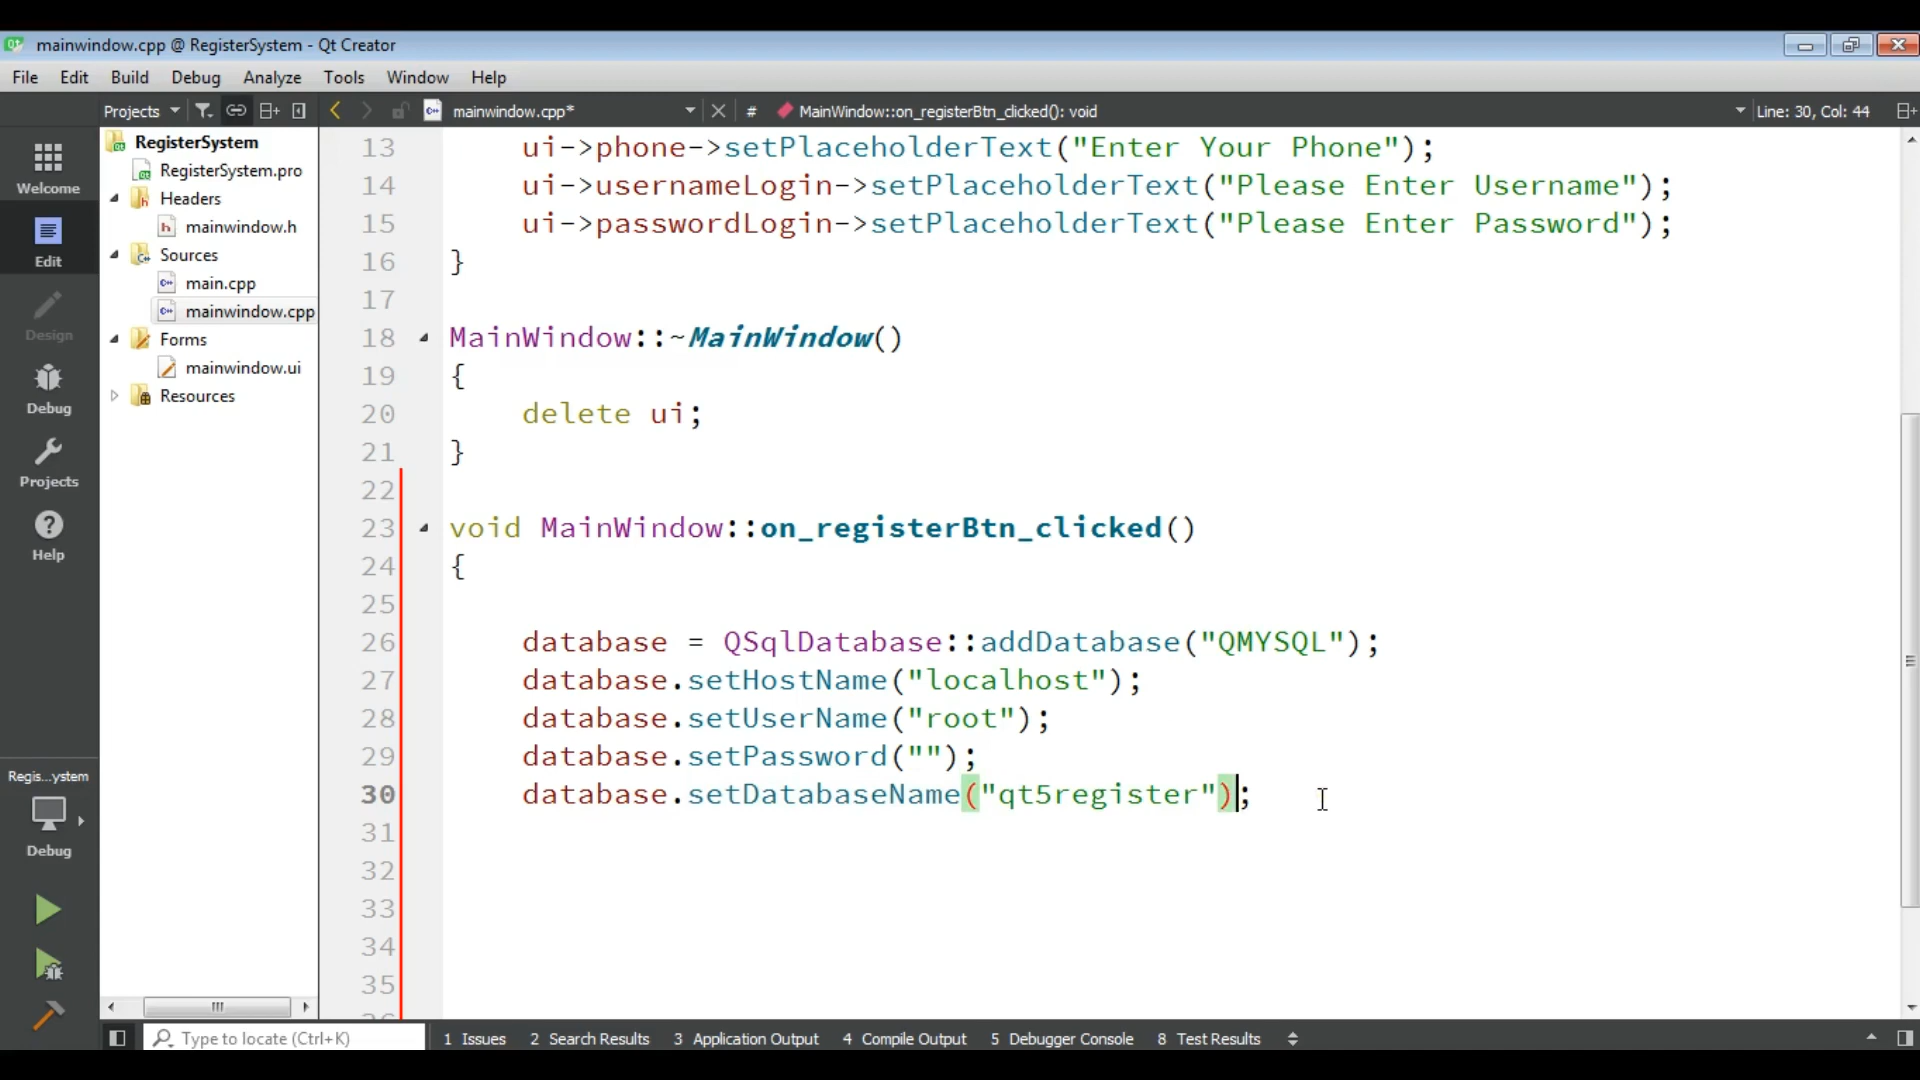 mainwindow.cpp @ RegisterSystem - Qt Creator
File Edit Build Debug Analyze Tools Window Help
Projects mainwindow.cpp* # MainWindow::on_registerBtn_clicked(): void Line: 30, Col: 44
Welcome
Edit
Design
Debug
Projects
Help
Regis...ystem
Debug
RegisterSystem
RegisterSystem.pro
Headers
mainwindow.h
Sources
main.cpp
mainwindow.cpp
Forms
mainwindow.ui
Resources
13 ui->phone->setPlaceholderText("Enter Your Phone");
14 ui->usernameLogin->setPlaceholderText("Please Enter Username");
15 ui->passwordLogin->setPlaceholderText("Please Enter Password");
16 }
17
18 MainWindow::~MainWindow()
19 {
20 delete ui;
21 }
22
23 void MainWindow::on_registerBtn_clicked()
24 {
25
26 database = QSqlDatabase::addDatabase("QMYSQL");
27 database.setHostName("localhost");
28 database.setUserName("root");
29 database.setPassword("");
30 database.setDatabaseName("qt5register");
31
32
33
34
35
Type to locate (Ctrl+K) 1 Issues 2 Search Results 3 Application Output 4 Compile Output 5 Debugger Console 8 Test Results